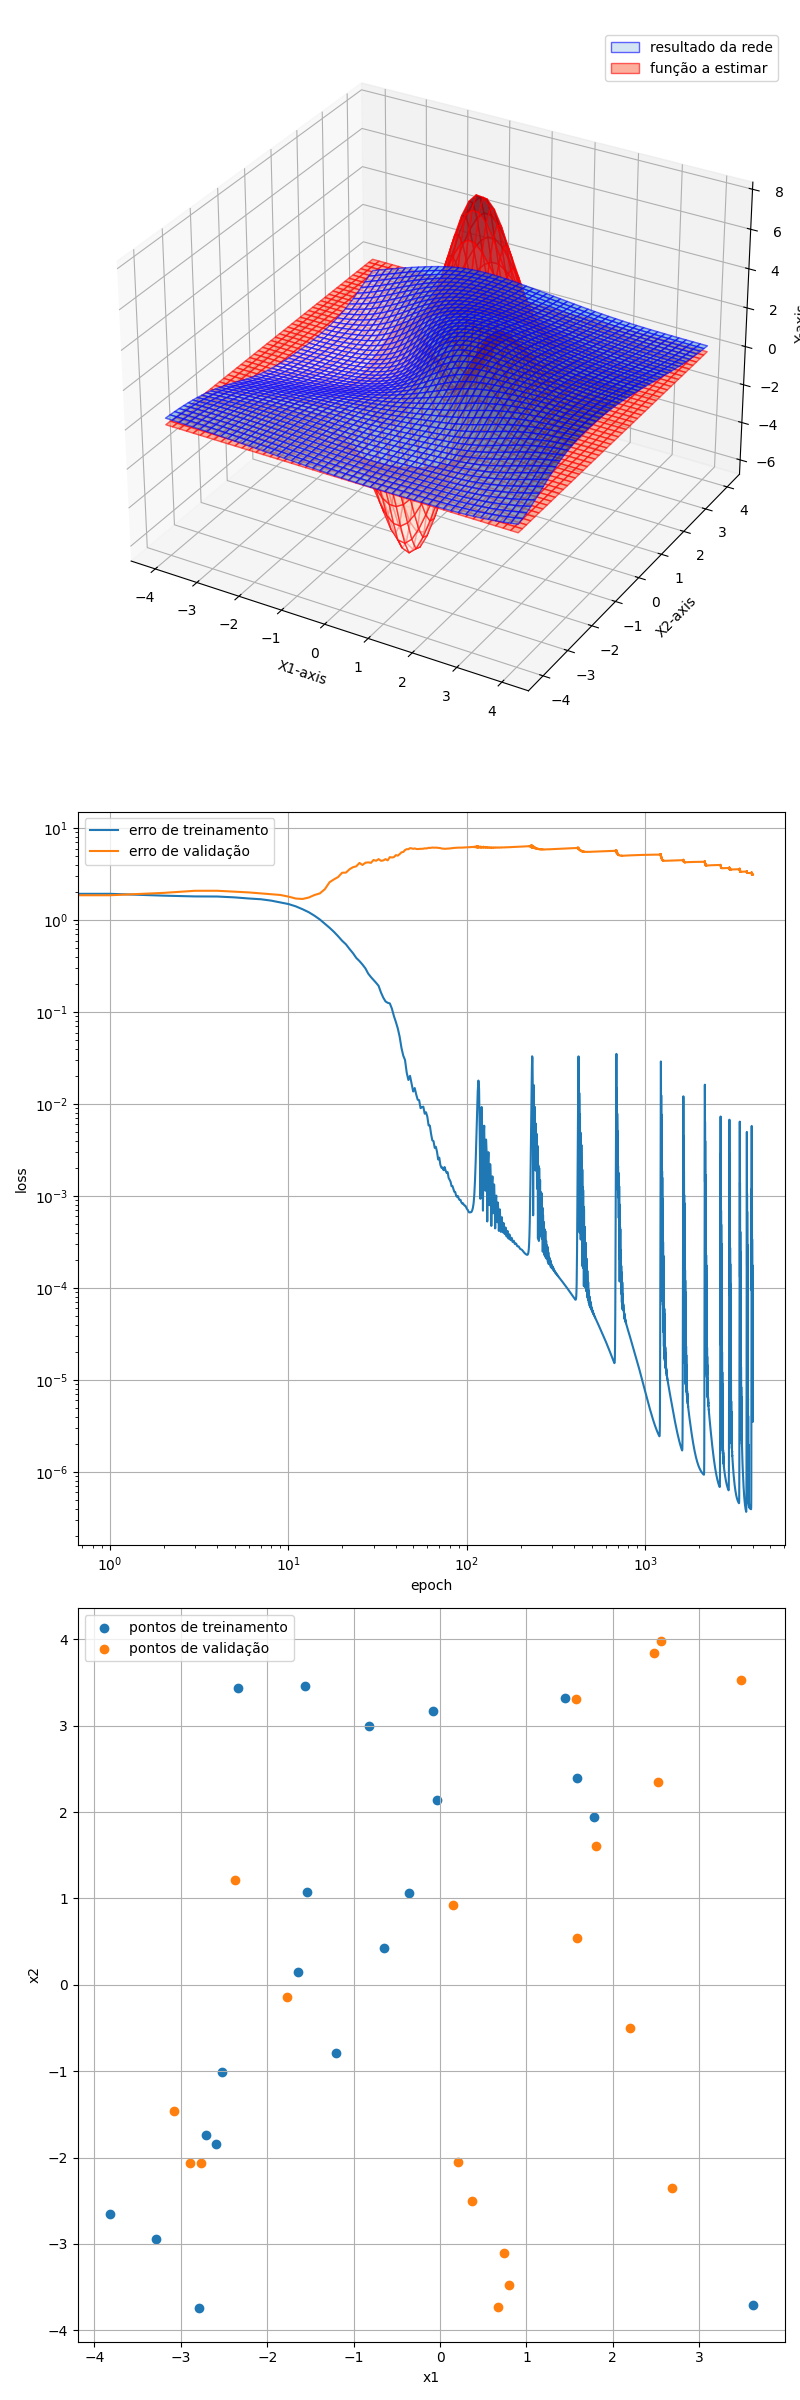 resultado da rede
função a estimar
8
6
4
2
0
−2
−4
−6
Y-axis
−4
−3
−2
−1
0
1
2
3
4
X1-axis
−4
−3
−2
−1
0
1
2
3
4
X2-axis
erro de treinamento
erro de validação
10^1
10^0
10^−1
10^−2
10^−3
10^−4
10^−5
10^−6
loss
10^0 10^1 10^2 10^3
epoch
pontos de treinamento
pontos de validação
4
3
2
1
0
−1
−2
−3
−4
x2
−4 −3 −2 −1 0 1 2 3
x1